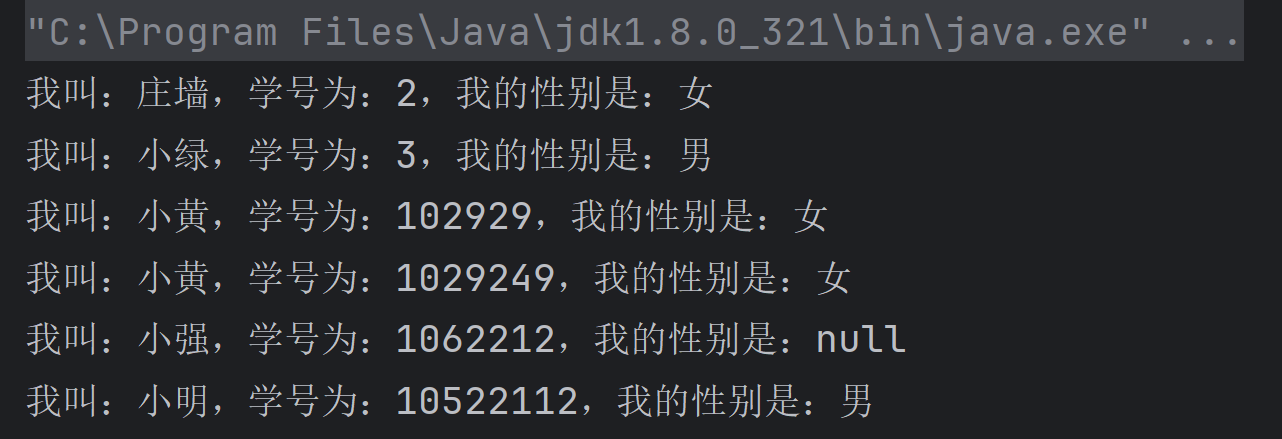 "C:\Program Files\Java\jdk1.8.0_321\bin\java.exe" ...
我叫：庄墙，学号为：2，我的性别是：女
我叫：小绿，学号为：3，我的性别是：男
我叫：小黄，学号为：102929，我的性别是：女
我叫：小黄，学号为：1029249，我的性别是：女
我叫：小强，学号为：1062212，我的性别是：null
我叫：小明，学号为：10522112，我的性别是：男